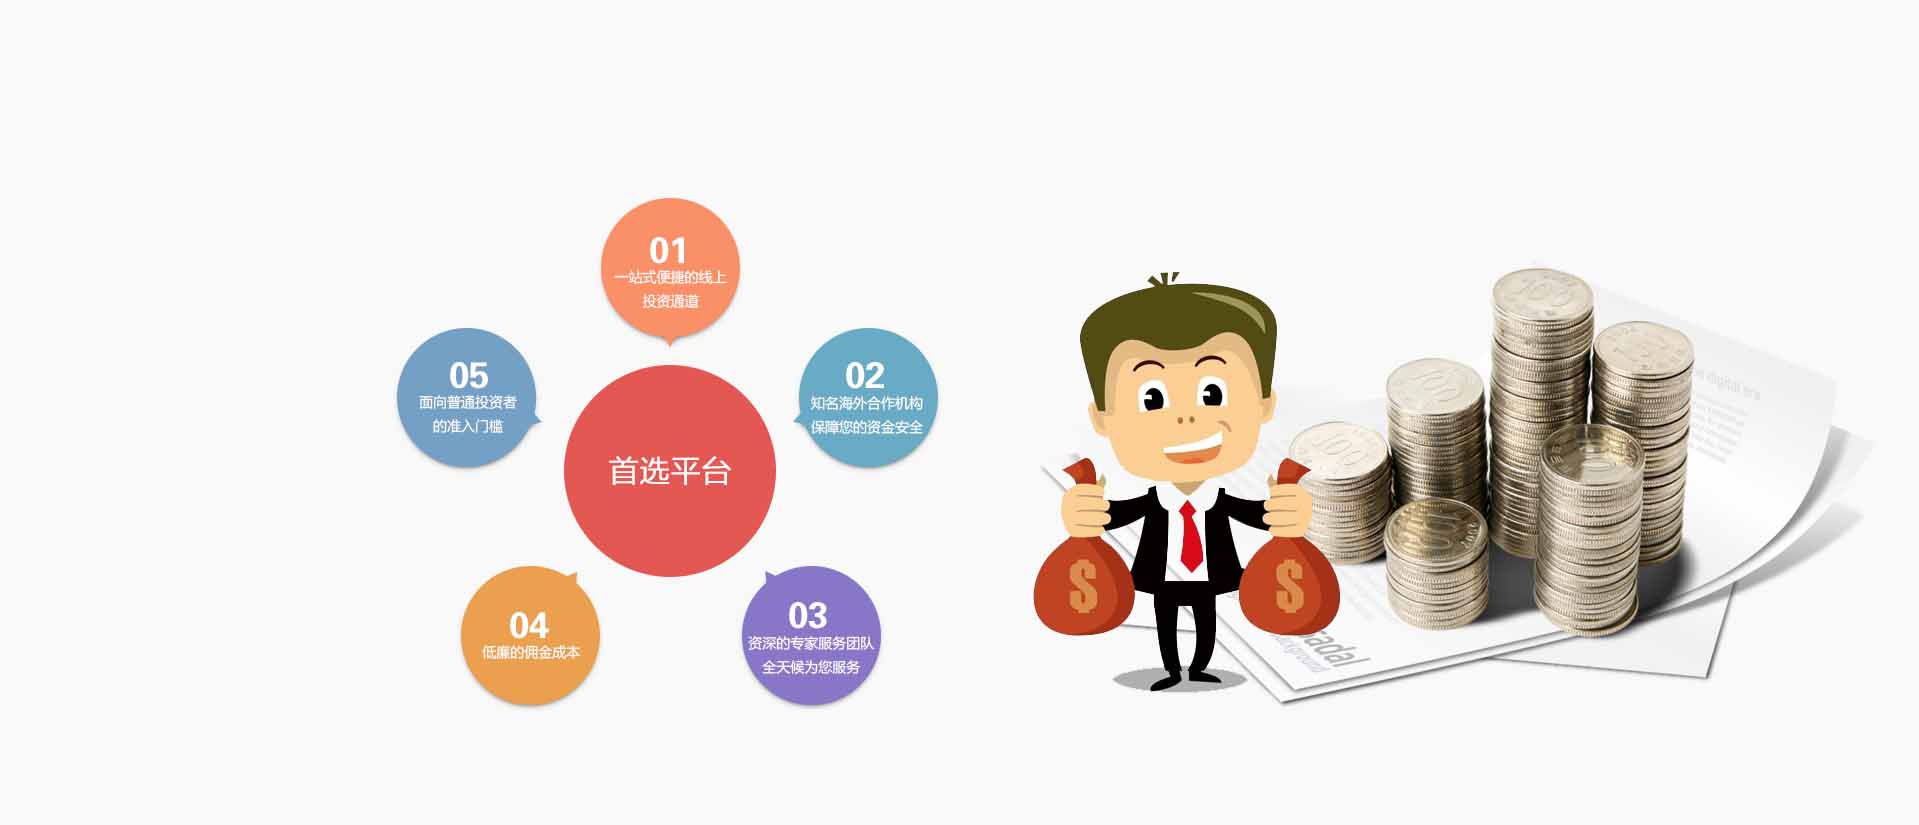 01
一站式便捷的线上
投资通道
02
知名海外合作机构
保障您的资金安全
03
资深的专家服务团队
全天候为您服务
04
低廉的佣金成本
05
面向普通投资者
的准入门槛
首选平台
$
$